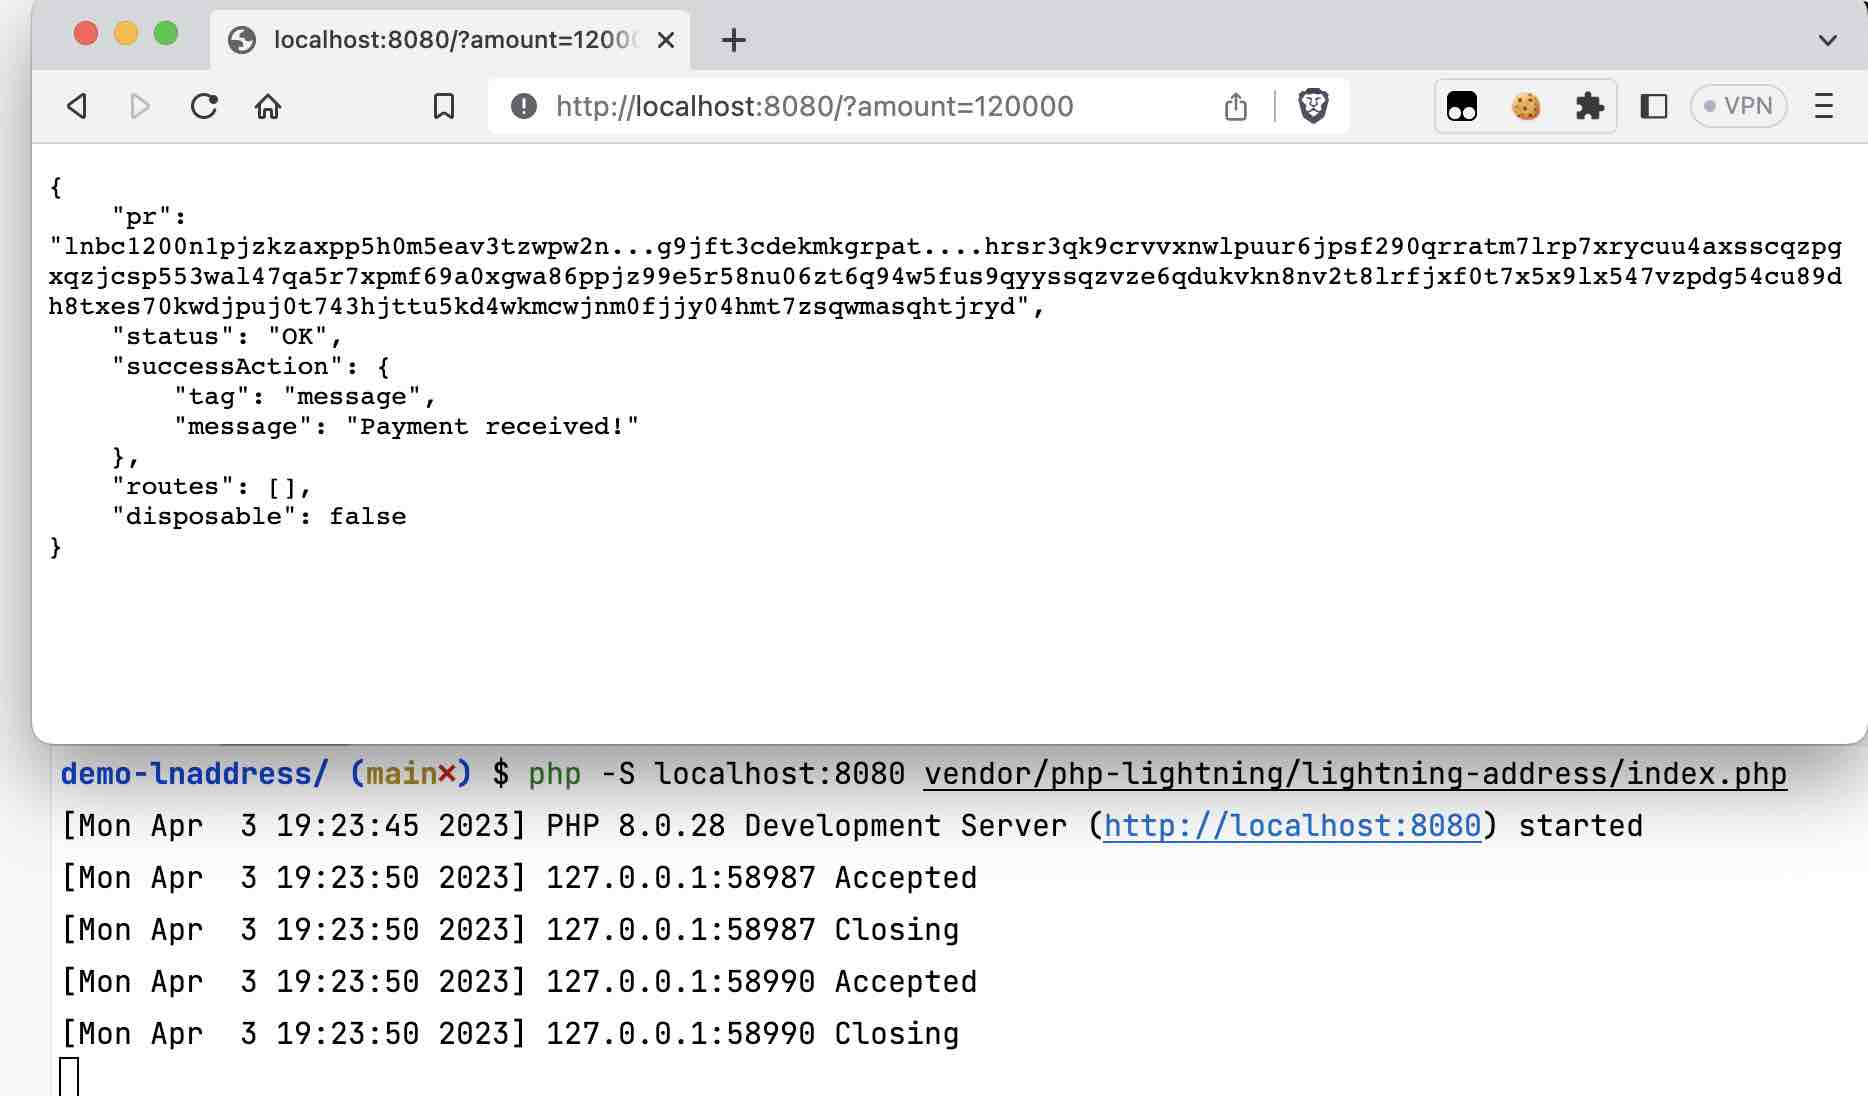 localhost:8080/?amount=12000
http://localhost:8080/?amount=120000
VPN
{
"pr":
"lnbc1200n1pjzkzaxpp5h0m5eav3tzwpw2n...g9jft3cdekmkgrpat....hrsr3qk9crvvxnwlpuur6jpsf290qrratm7lrp7xrycuu4axsscqzpg
xqzjcsp553wal47qa5r7xpmf69a0xgwa86ppjz99e5r58nu06zt6q94w5fus9qyyssqzvze6qdukvkn8nv2t8lrfjxf0t7x5x9lx547vzpdg54cu89d
h8txes70kwdjpuj0t743hjttu5kd4wkmcwjnm0fjjy04hmt7zsqwmasqhtjryd",
"status": "OK",
"successAction": {
"tag": "message",
"message": "Payment received!"
},
"routes": [],
"disposable": false
}
demo-lnaddress/ (main×) $ php -S localhost:8080 vendor/php-lightning/lightning-address/index.php
[Mon Apr  3 19:23:45 2023] PHP 8.0.28 Development Server (http://localhost:8080) started
[Mon Apr  3 19:23:50 2023] 127.0.0.1:58987 Accepted
[Mon Apr  3 19:23:50 2023] 127.0.0.1:58987 Closing
[Mon Apr  3 19:23:50 2023] 127.0.0.1:58990 Accepted
[Mon Apr  3 19:23:50 2023] 127.0.0.1:58990 Closing